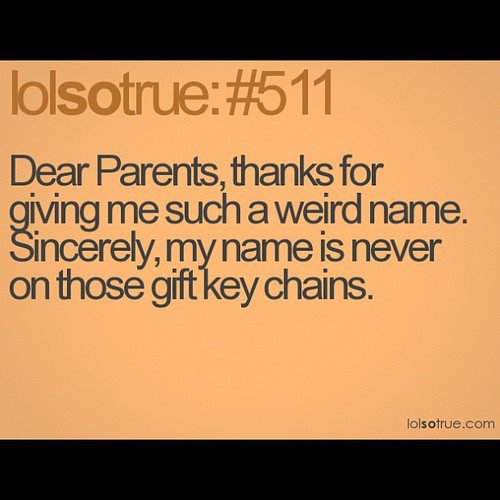 lolsotrue: #511
Dear Parents, thanks for
giving me such a weird name.
Sincerely, my name is never
on those gift key chains.
lolsotrue.com